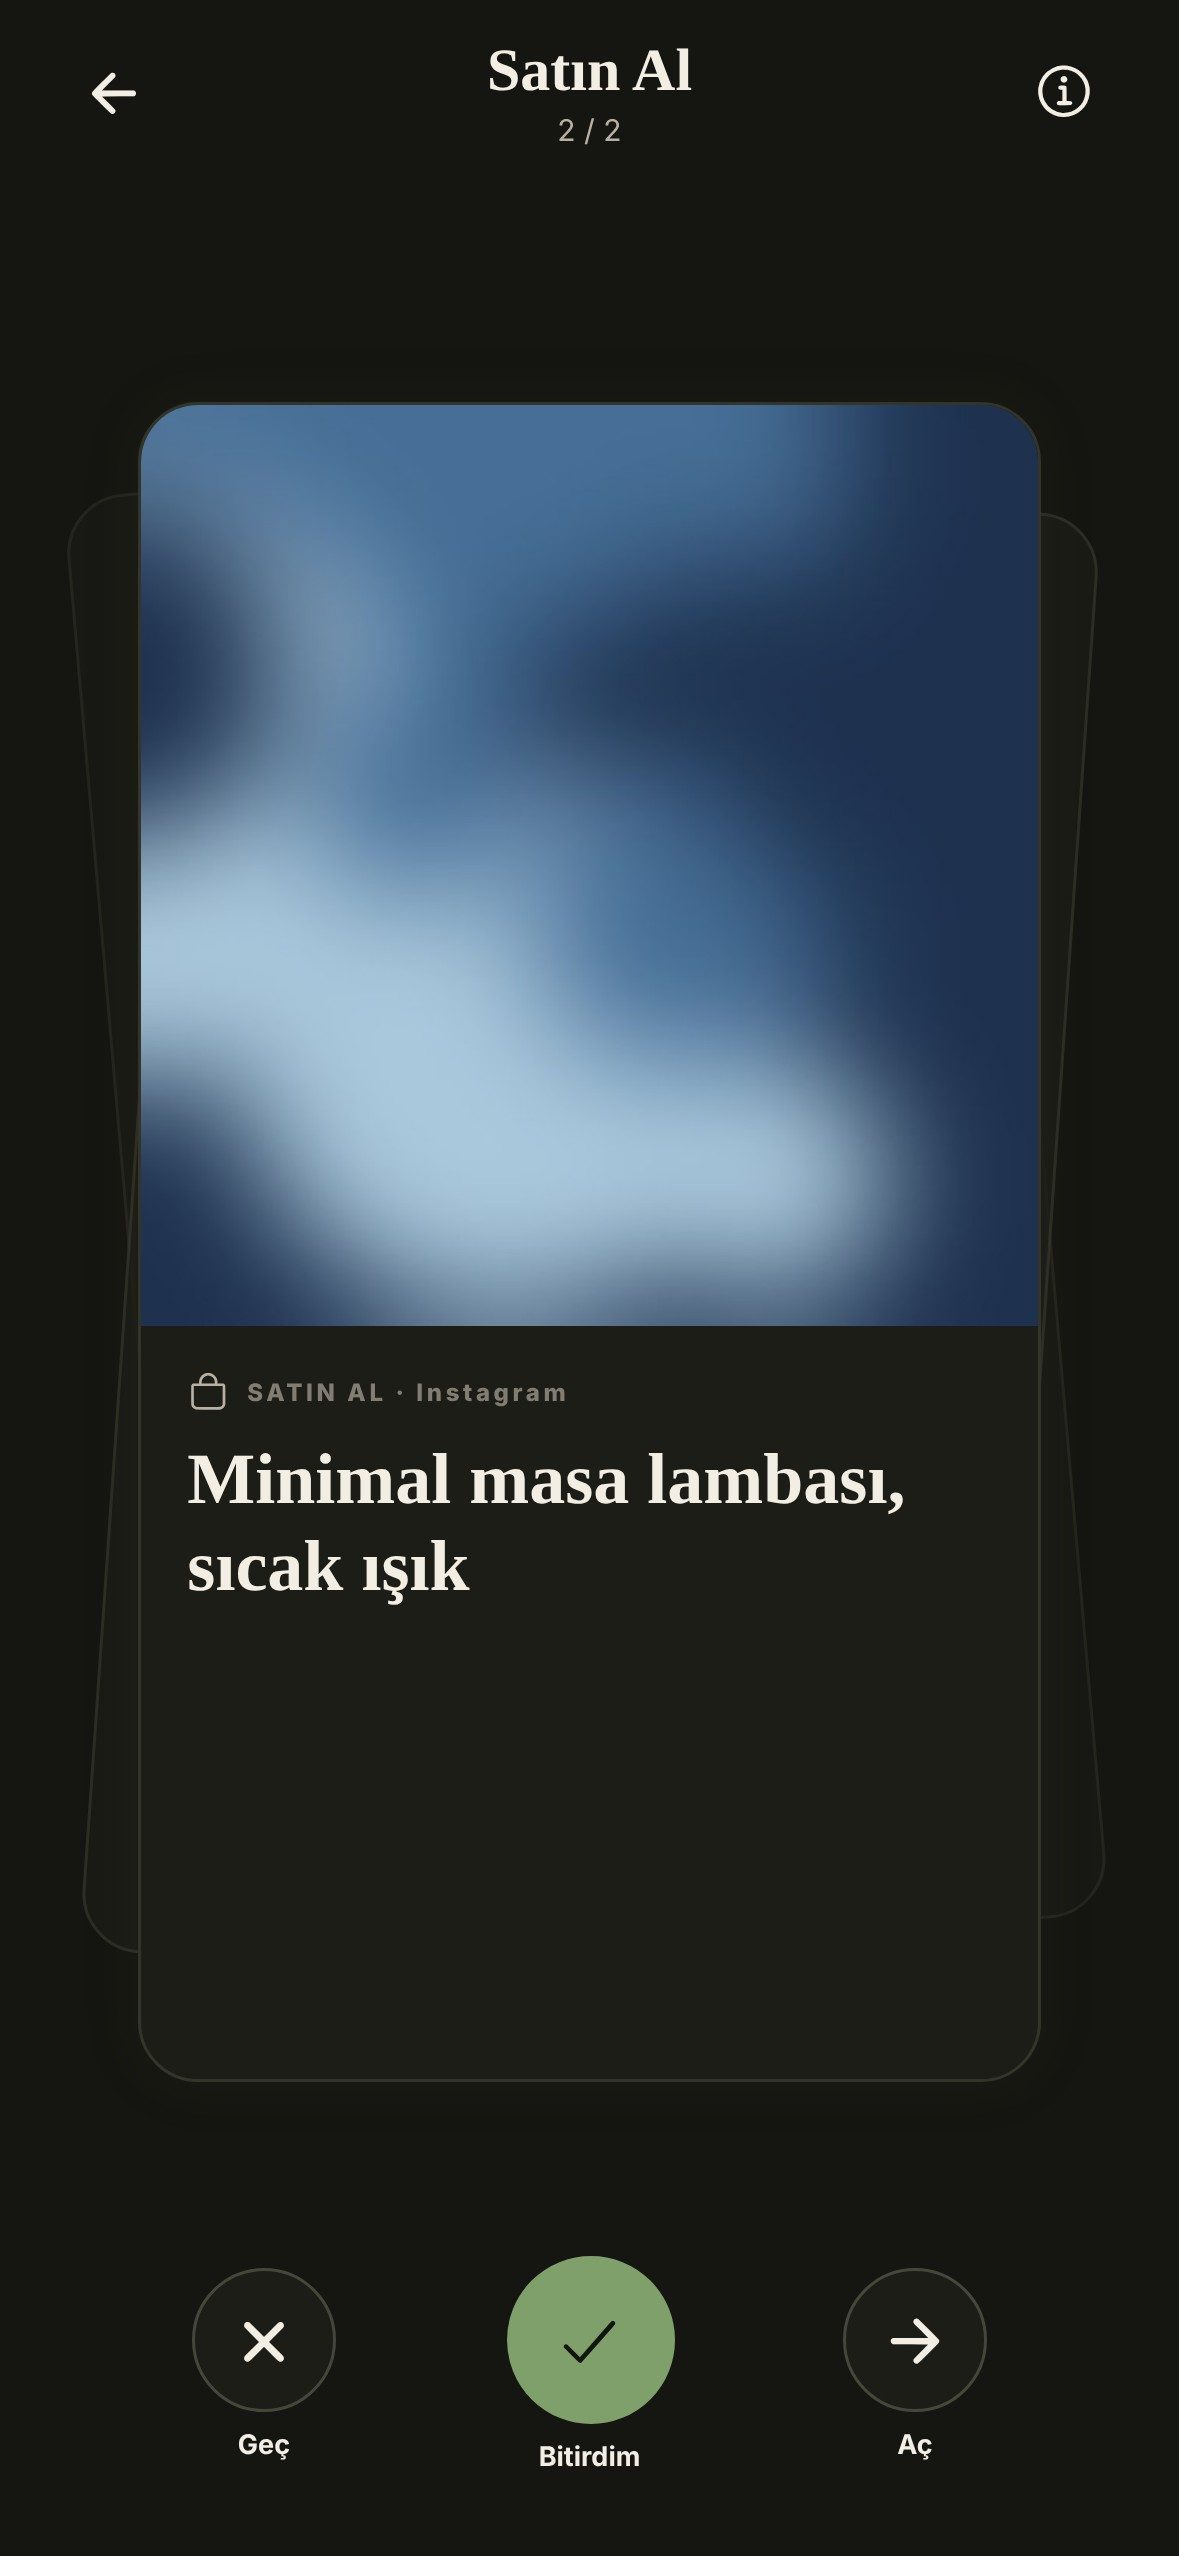 Satın Al
2 / 2
SATIN AL · Instagram
Minimal masa lambası,
sıcak ışık
Geç
Bitirdim
Aç